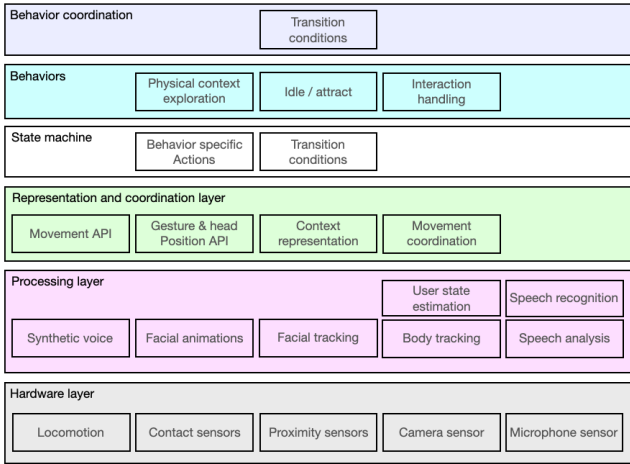 Behavior coordination
Transition
conditions
Behaviors
Physical context
exploration
Idle / attract
Interaction
handling
State machine
Behavior specific
Actions
Transition
conditions
Representation and coordination layer
Movement API
Gesture & head
Position API
Context
representation
Movement
coordination
Processing layer
User state
estimation
Speech recognition
Synthetic voice
Facial animations
Facial tracking
Body tracking
Speech analysis
Hardware layer
Locomotion
Contact sensors
Proximity sensors
Camera sensor
Microphone sensor